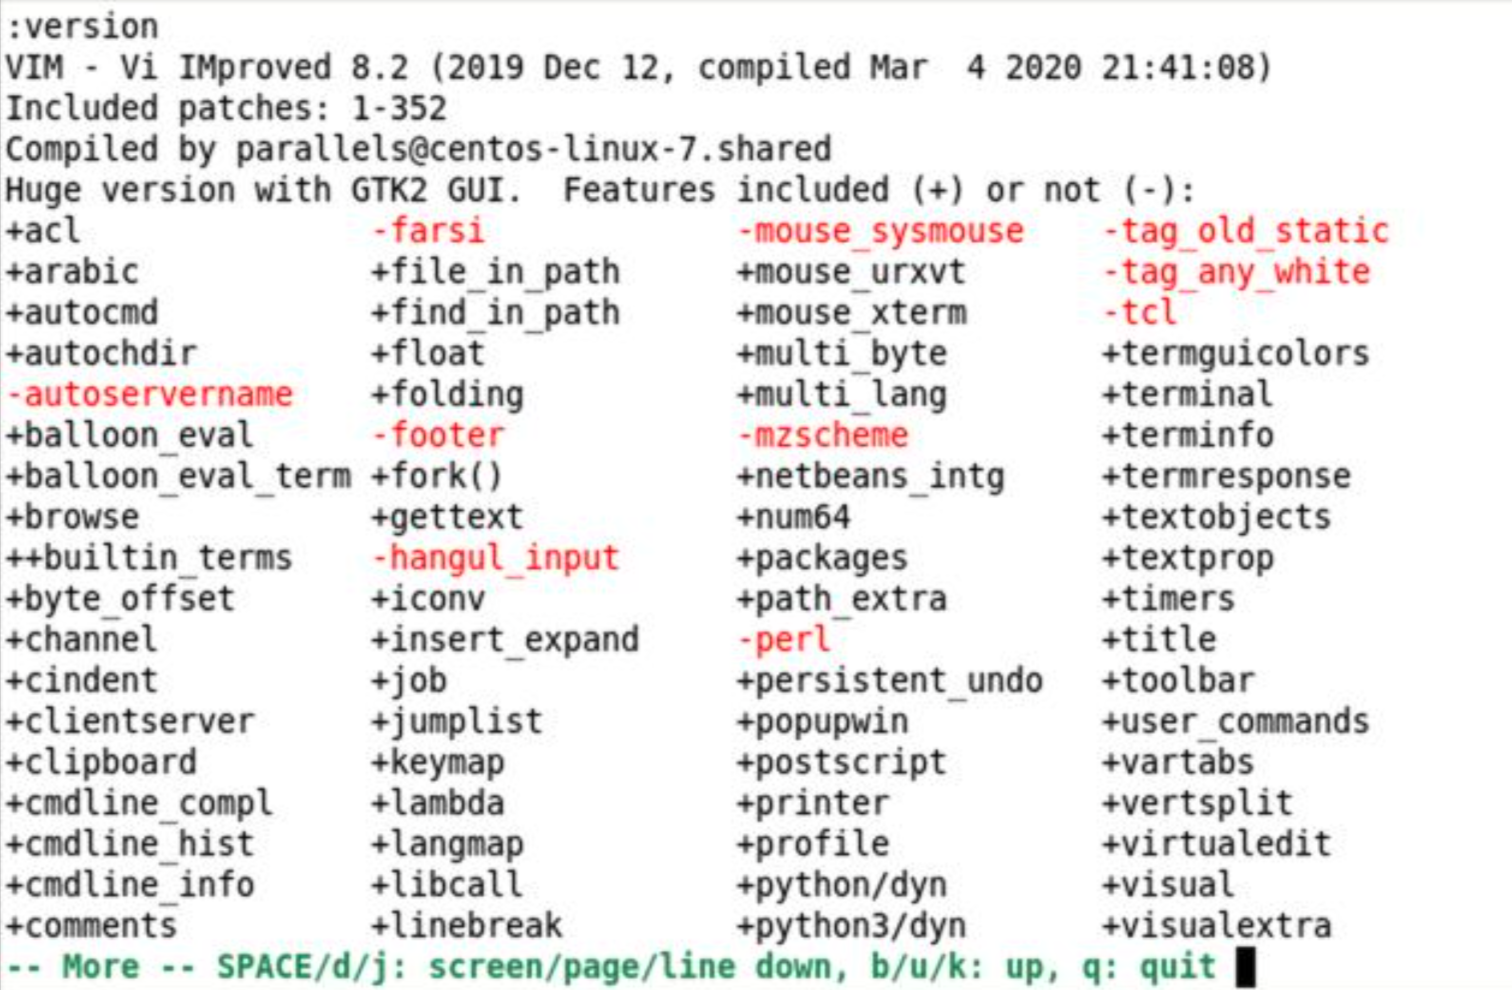 :version
VIM - Vi IMproved 8.2 (2019 Dec 12, compiled Mar  4 2020 21:41:08)
Included patches: 1-352
Compiled by parallels@centos-linux-7.shared
Huge version with GTK2 GUI.  Features included (+) or not (-):
+acl               -farsi             -mouse_sysmouse    -tag_old_static
+arabic            +file_in_path      +mouse_urxvt       -tag_any_white
+autocmd           +find_in_path      +mouse_xterm       -tcl
+autochdir         +float             +multi_byte        +termguicolors
-autoservername    +folding           +multi_lang        +terminal
+balloon_eval      -footer            -mzscheme          +terminfo
+balloon_eval_term +fork()            +netbeans_intg     +termresponse
+browse            +gettext           +num64             +textobjects
++builtin_terms    -hangul_input      +packages          +textprop
+byte_offset       +iconv             +path_extra        +timers
+channel           +insert_expand     -perl              +title
+cindent           +job               +persistent_undo   +toolbar
+clientserver      +jumplist          +popupwin          +user_commands
+clipboard         +keymap            +postscript        +vartabs
+cmdline_compl     +lambda            +printer           +vertsplit
+cmdline_hist      +langmap           +profile           +virtualedit
+cmdline_info      +libcall           +python/dyn        +visual
+comments          +linebreak         +python3/dyn       +visualextra
-- More -- SPACE/d/j: screen/page/line down, b/u/k: up, q: quit